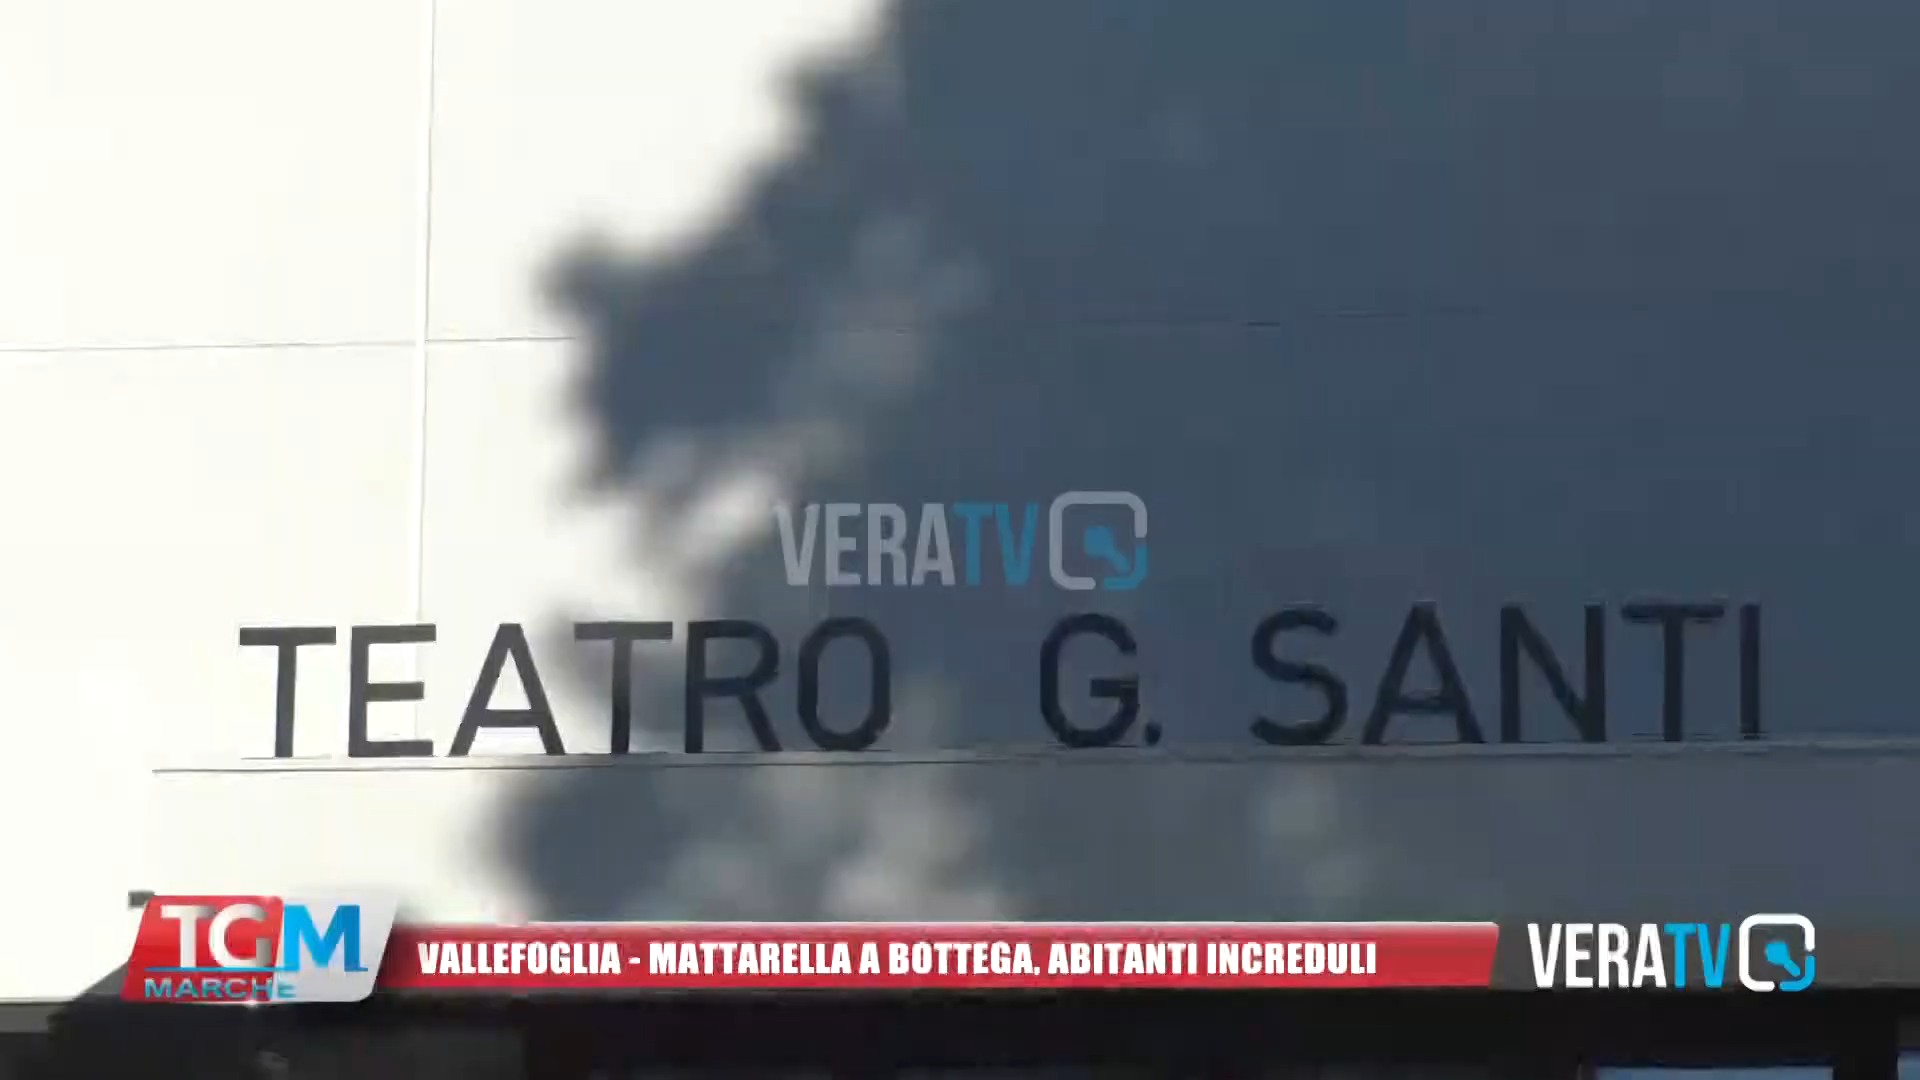 VERATV
TEATRO G. SANTI
TGM
MARCHE
VALLEFOGLIA - MATTARELLA A BOTTEGA, ABITANTI INCREDULI
VERATV